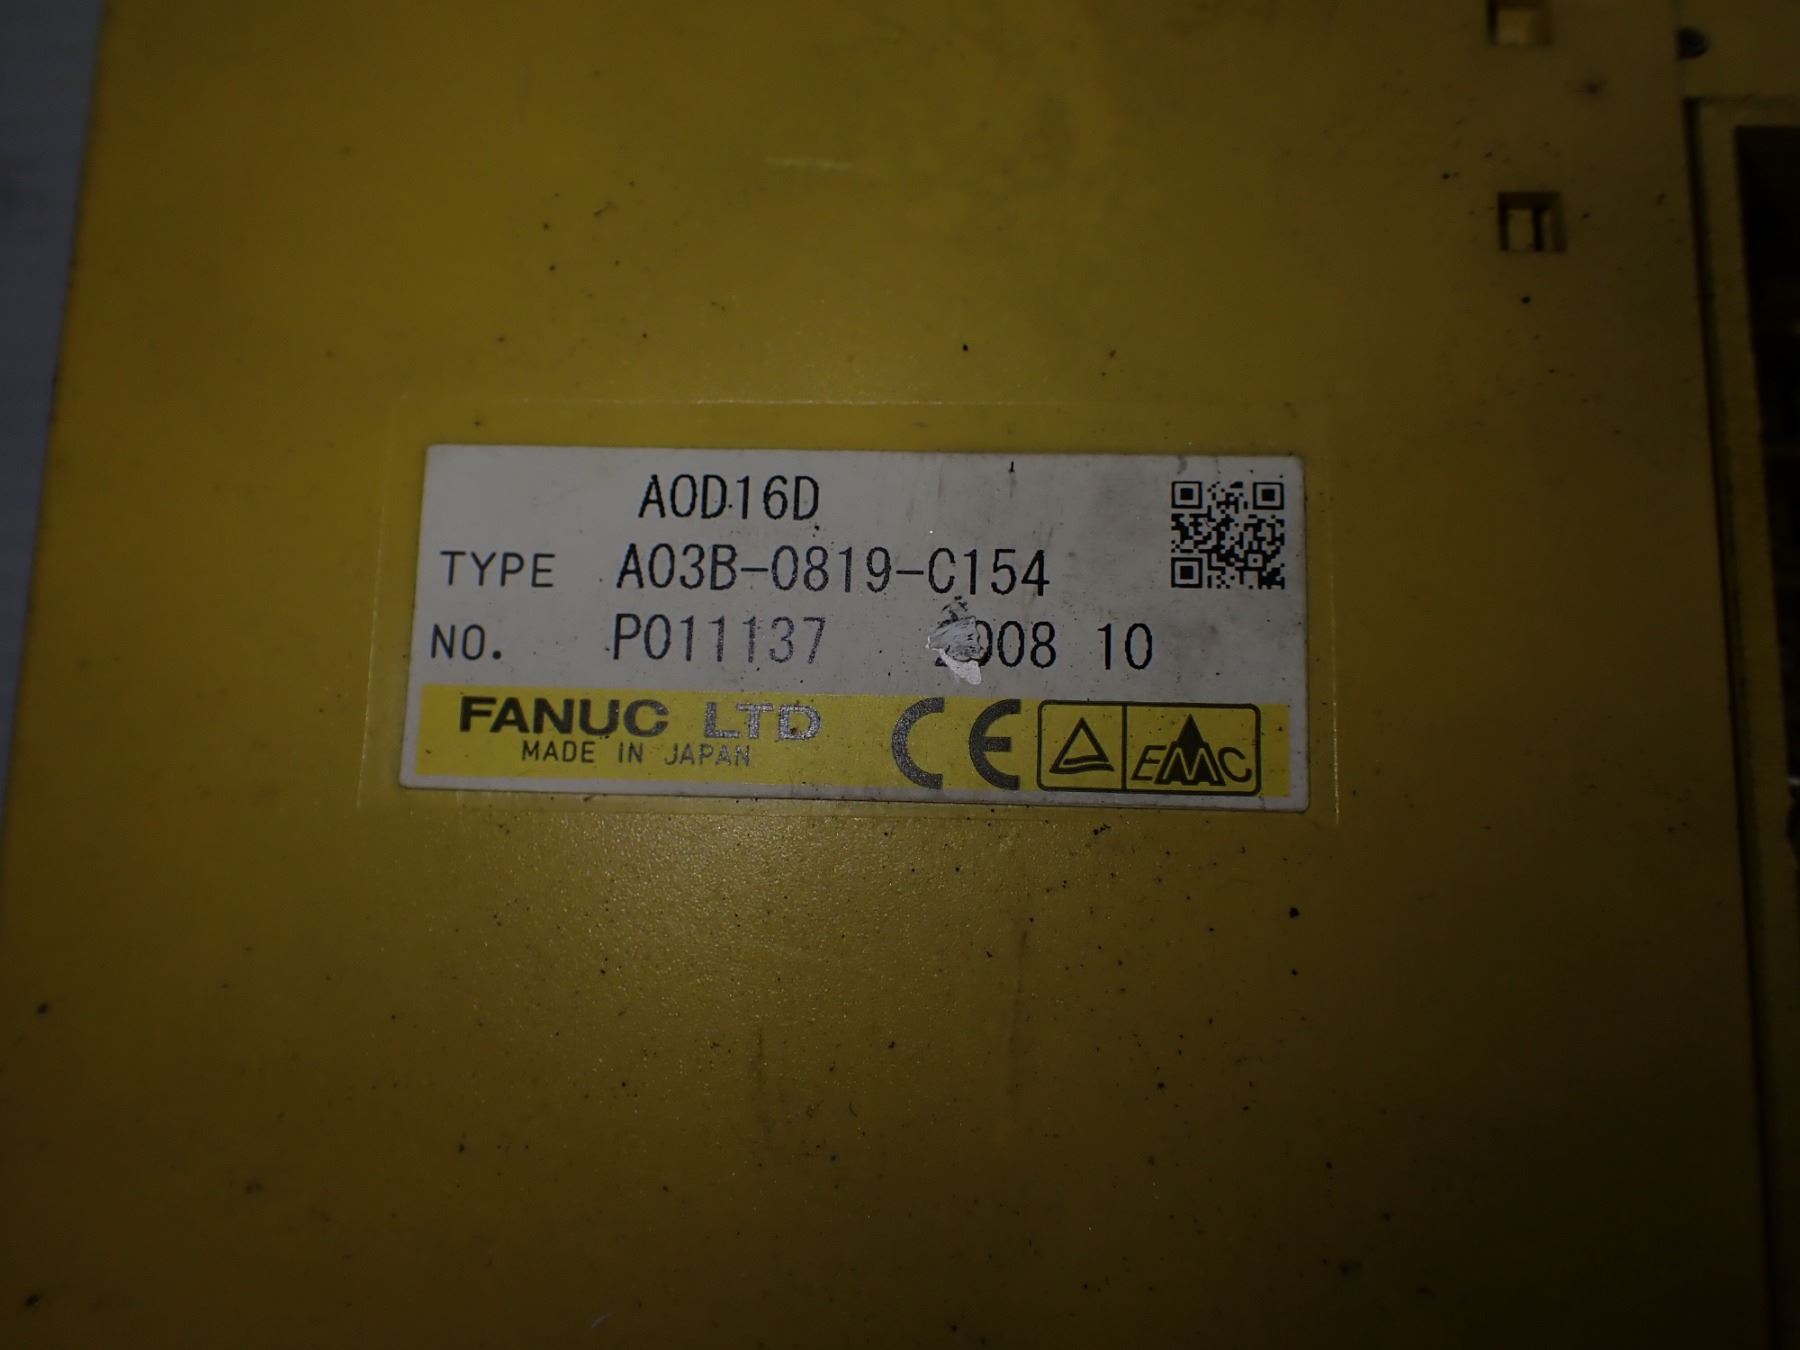 AOD16D
TYPE A03B-0819-C154
NO. P011137 2008 10
FANUC LTD
MADE IN JAPAN
CE EMC